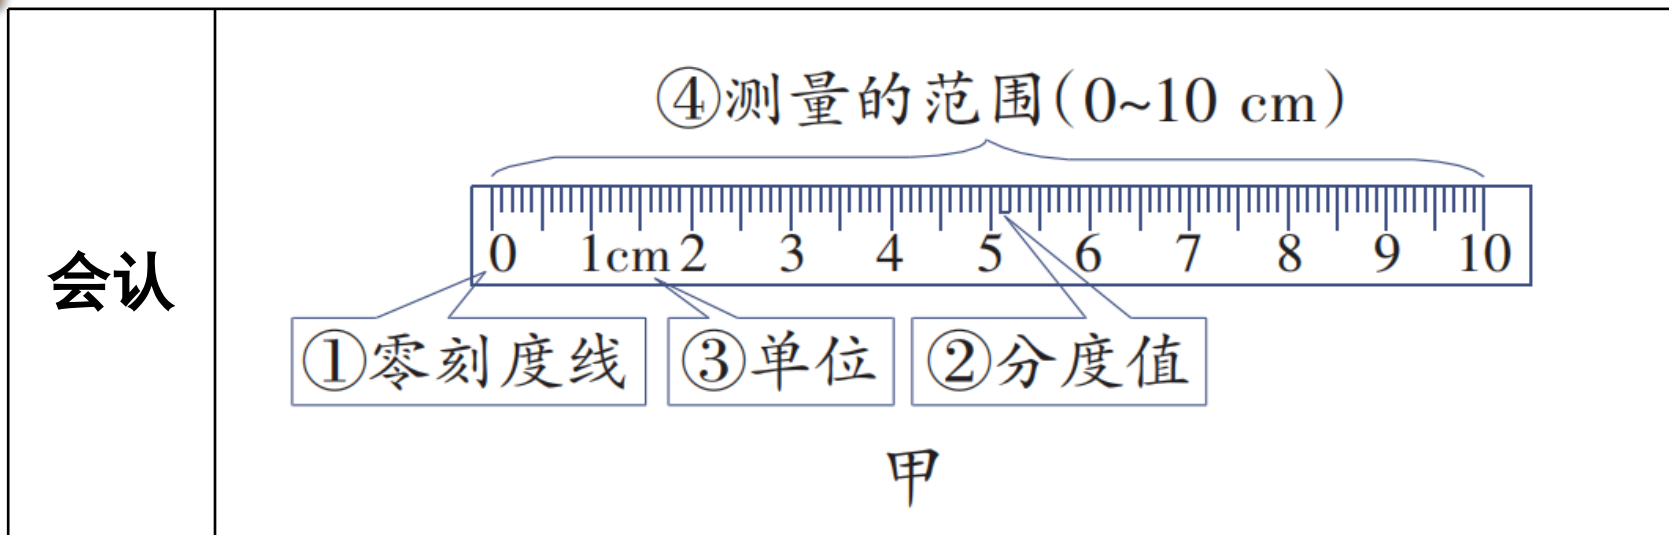 会认
④测量的范围(0~10 cm)
0 1cm 2 3 4 5 6 7 8 9 10
①零刻度线 ③单位 ②分度值
甲